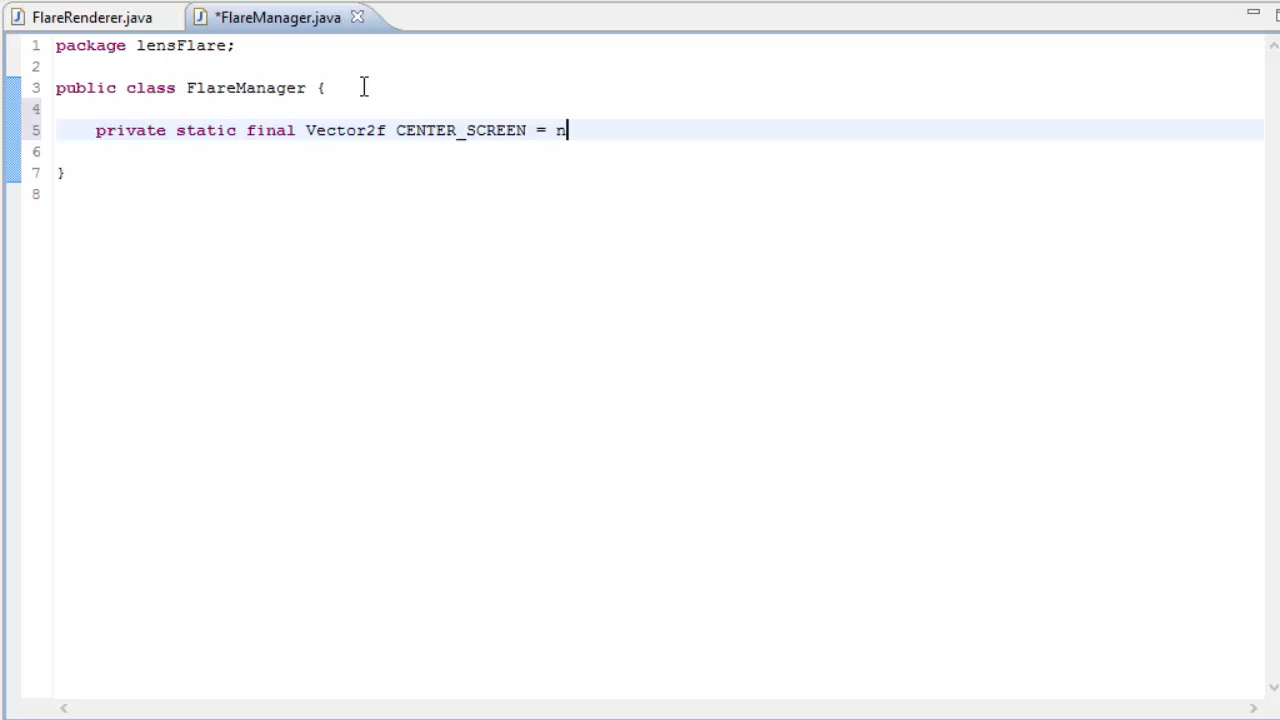 FlareRenderer.java *FlareManager.java
1 package lensFlare;
2
3 public class FlareManager {
4
5 private static final Vector2f CENTER_SCREEN = n
6
7 }
8